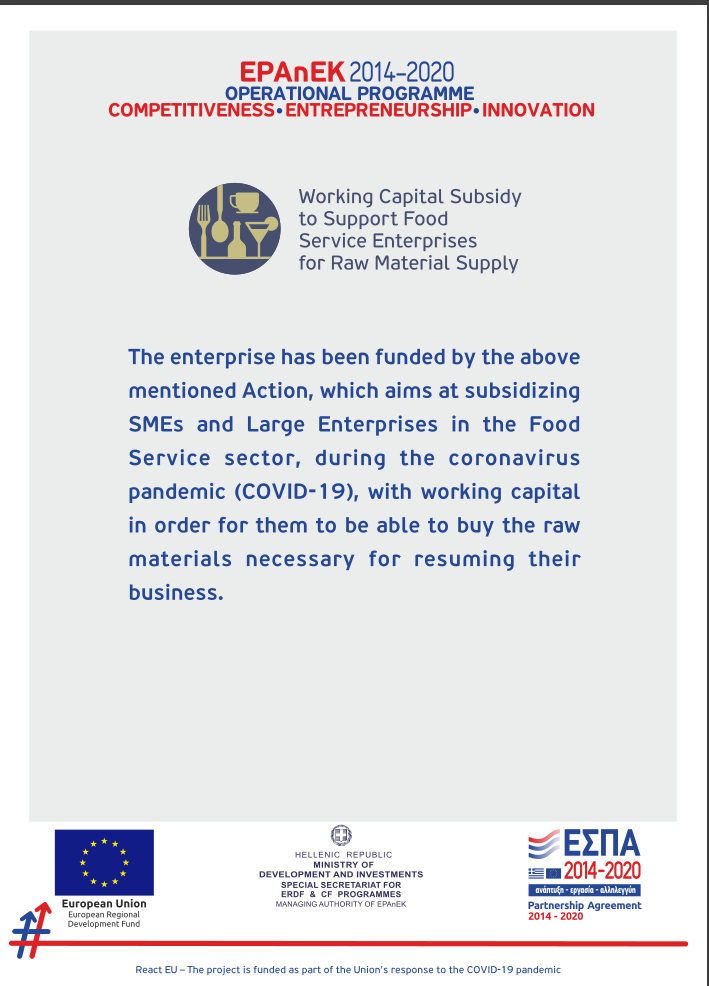 EPAnEK 2014–2020
OPERATIONAL PROGRAMME
COMPETITIVENESS • ENTREPRENEURSHIP • INNOVATION
Working Capital Subsidy
to Support Food
Service Enterprises
for Raw Material Supply
The enterprise has been funded by the above
mentioned Action, which aims at subsidizing
SMEs and Large Enterprises in the Food
Service sector, during the coronavirus
pandemic (COVID-19), with working capital
in order for them to be able to buy the raw
materials necessary for resuming their
business.
European Union
European Regional
Development Fund
HELLENIC REPUBLIC
MINISTRY OF
DEVELOPMENT AND INVESTMENTS
SPECIAL SECRETARIAT FOR
ERDF & CF PROGRAMMES
MANAGING AUTHORITY OF EPAnEK
ΕΣΠΑ
2014-2020
ανάπτυξη - εργασία - αλληλεγγύη
Partnership Agreement
2014 - 2020
React EU – The project is funded as part of the Union's response to the COVID-19 pandemic